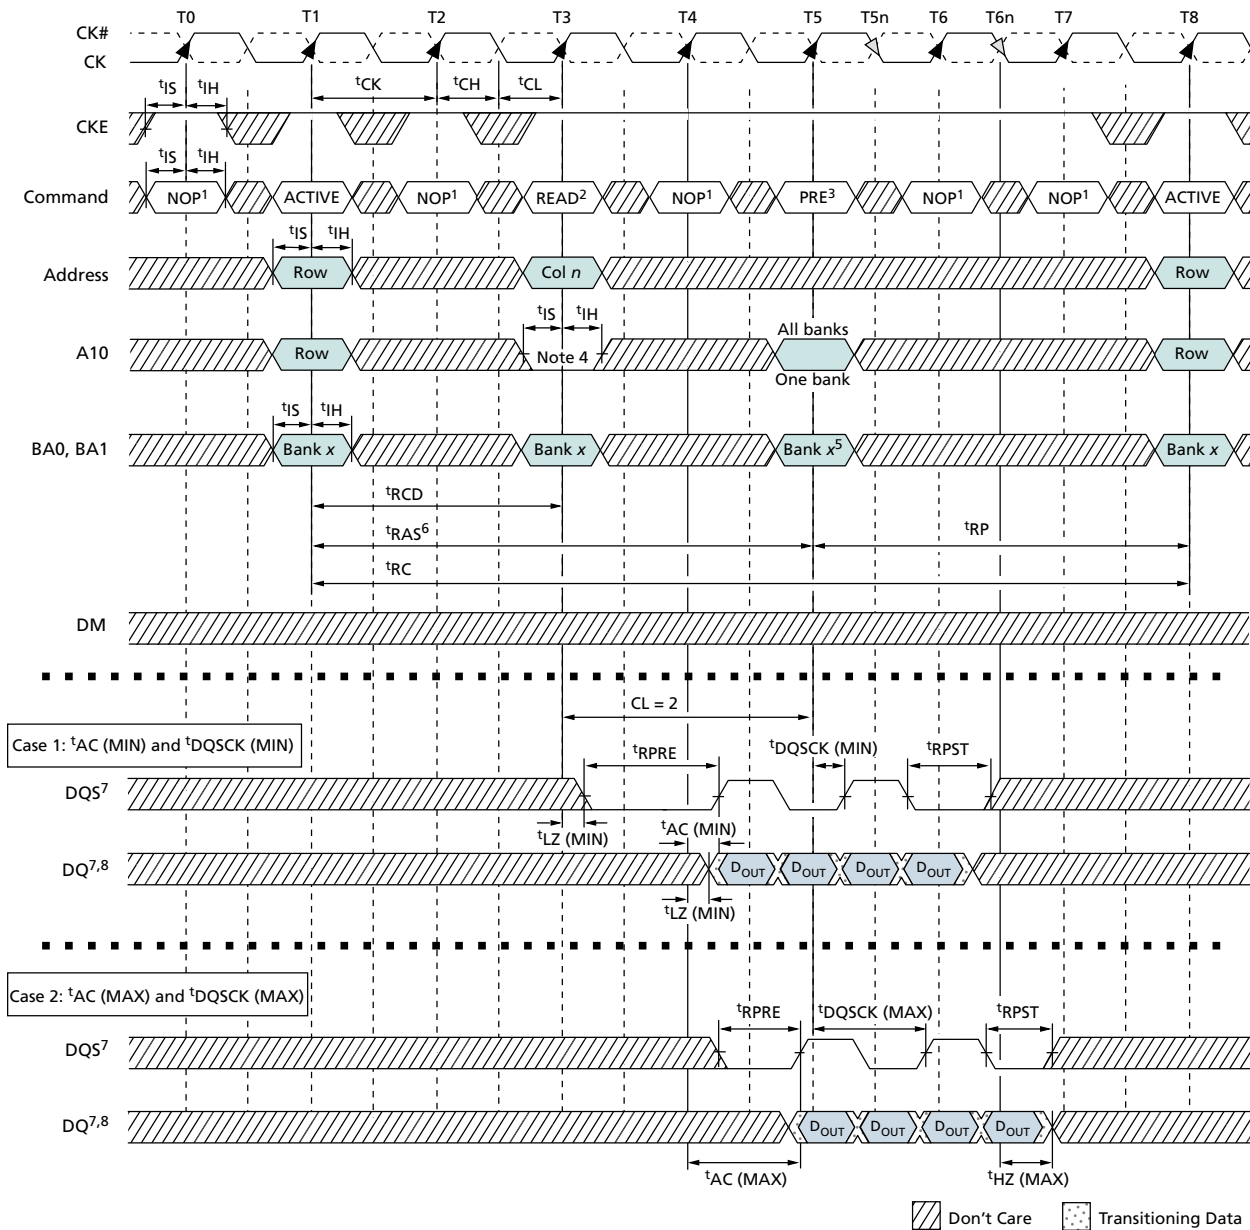 T0 T1 T2 T3 T4 T5 T5n T6 T6n T7 T8
CK#
CK
tCK tCH tCL
tIS tIH
CKE
tIS tIH
Command NOP1 ACTIVE NOP1 READ2 NOP1 PRE3 NOP1 NOP1 ACTIVE
tIS tIH
Address Row Col n Row
tIS tIH
All banks
A10 Row Note 4 Row
One bank
tIS tIH
BA0, BA1 Bank x Bank x Bank x5 Bank x
tRCD
tRAS6 tRP
tRC
DM
CL = 2
Case 1: tAC (MIN) and tDQSCK (MIN)
tRPRE tDQSCK (MIN) tRPST
DQS7
tLZ (MIN) tAC (MIN)
DQ7,8 DOUT DOUT DOUT DOUT
tLZ (MIN)
Case 2: tAC (MAX) and tDQSCK (MAX)
tRPRE tDQSCK (MAX) tRPST
DQS7
DQ7,8 DOUT DOUT DOUT DOUT
tAC (MAX) tHZ (MAX)
Don't Care Transitioning Data